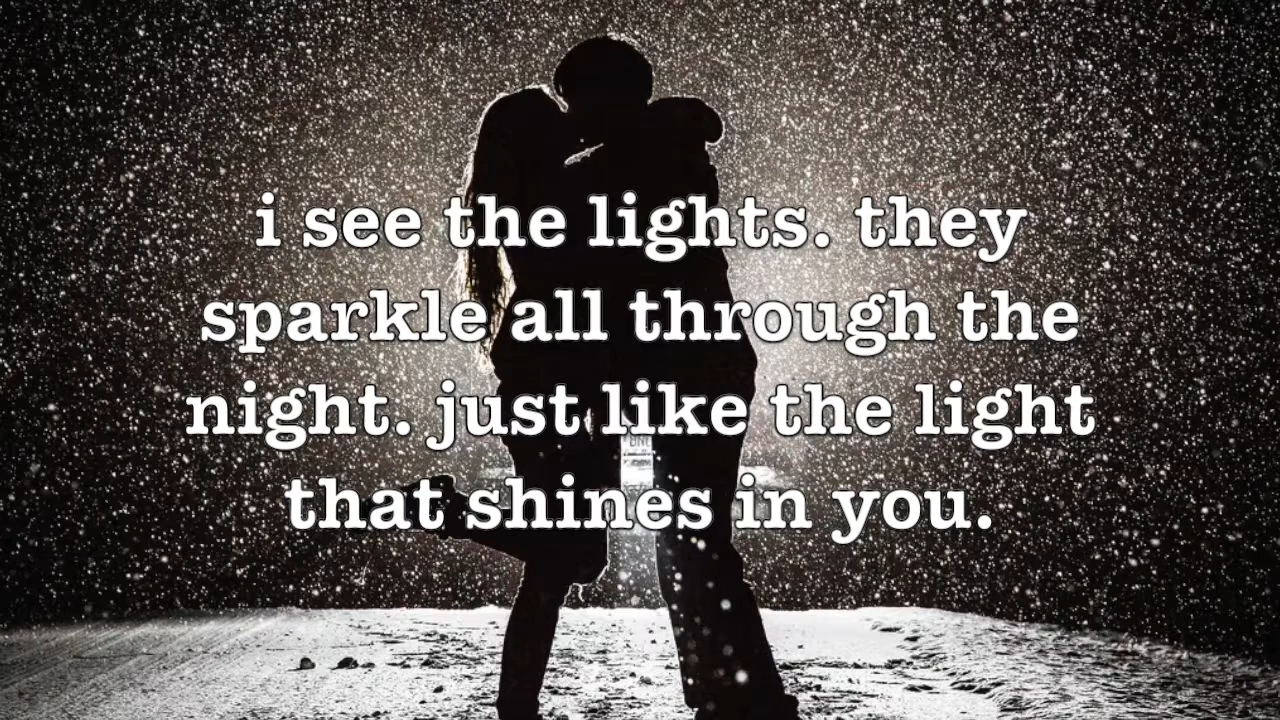 i see the lights. they
sparkle all through the
night. just like the light
that shines in you.